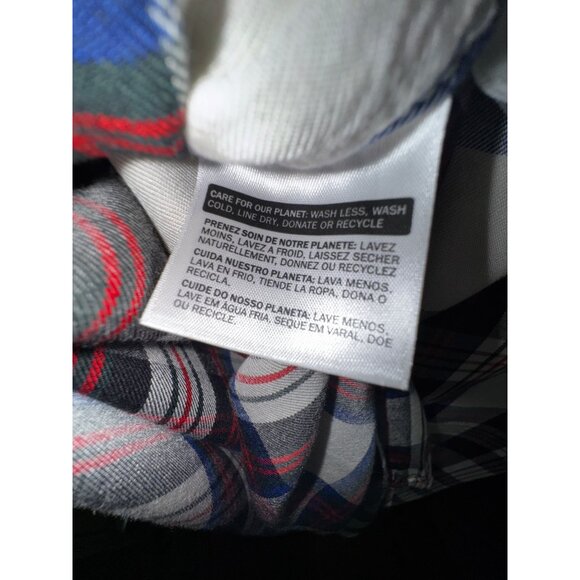 CARE FOR OUR PLANET: WASH LESS, WASH
COLD, LINE DRY, DONATE OR RECYCLE
PRENEZ SOIN DE NOTRE PLANETE: LAVEZ
MOINS, LAVEZ A FROID, LAISSEZ SECHER
NATURELLEMENT, DONNEZ OU RECYCLEZ
CUIDA NUESTRO PLANETA: LAVA MENOS,
LAVA EN FRIO, TIENDE LA ROPA, DONA O
RECICLA.
CUIDE DO NOSSO PLANETA: LAVE MENOS,
LAVE EM ÁGUA FRIA, SEQUE EM VARAL, DOE
OU RECICLE.